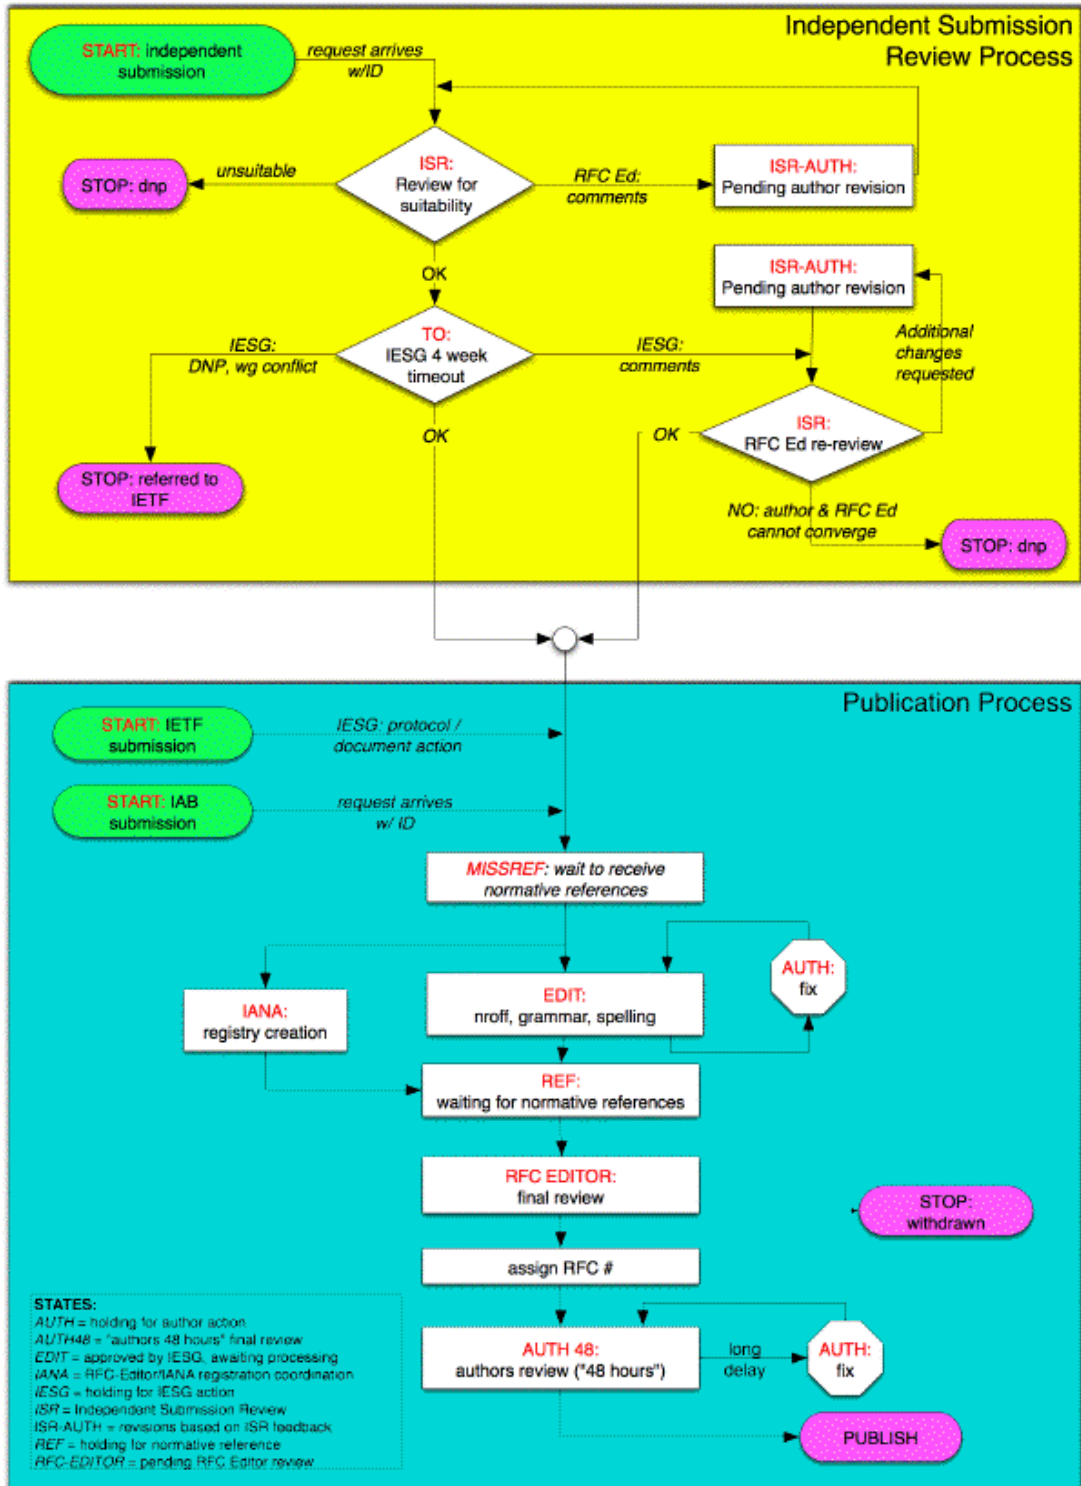 Independent Submission
Review Process
START: independent
submission
request arrives
w/ID
ISR:
Review for
suitability
unsuitable
STOP: dnp
RFC Ed:
comments
ISR-AUTH:
Pending author revision
OK
ISR-AUTH:
Pending author revision
TO:
IESG 4 week
timeout
IESG:
DNP, wg conflict
IESG:
comments
Additional
changes
requested
OK
OK
ISR:
RFC Ed re-review
STOP: referred to
IETF
NO: author & RFC Ed
cannot converge
STOP: dnp
Publication Process
START: IETF
submission
IESG: protocol /
document action
START: IAB
submission
request arrives
w/ ID
MISSREF: wait to receive
normative references
AUTH:
fix
IANA:
registry creation
EDIT:
nroff, grammar, spelling
REF:
waiting for normative references
RFC EDITOR:
final review
STOP:
withdrawn
assign RFC #
AUTH 48:
authors review ("48 hours")
long
delay
AUTH:
fix
PUBLISH
STATES:
AUTH = holding for author action
AUTH48 = "authors 48 hours" final review
EDIT = approved by IESG, awaiting processing
IANA = RFC-Editor/IANA registration coordination
IESG = holding for IESG action
ISR = Independent Submission Review
ISR-AUTH = revisions based on ISR feedback
REF = holding for normative reference
RFC-EDITOR = pending RFC Editor review